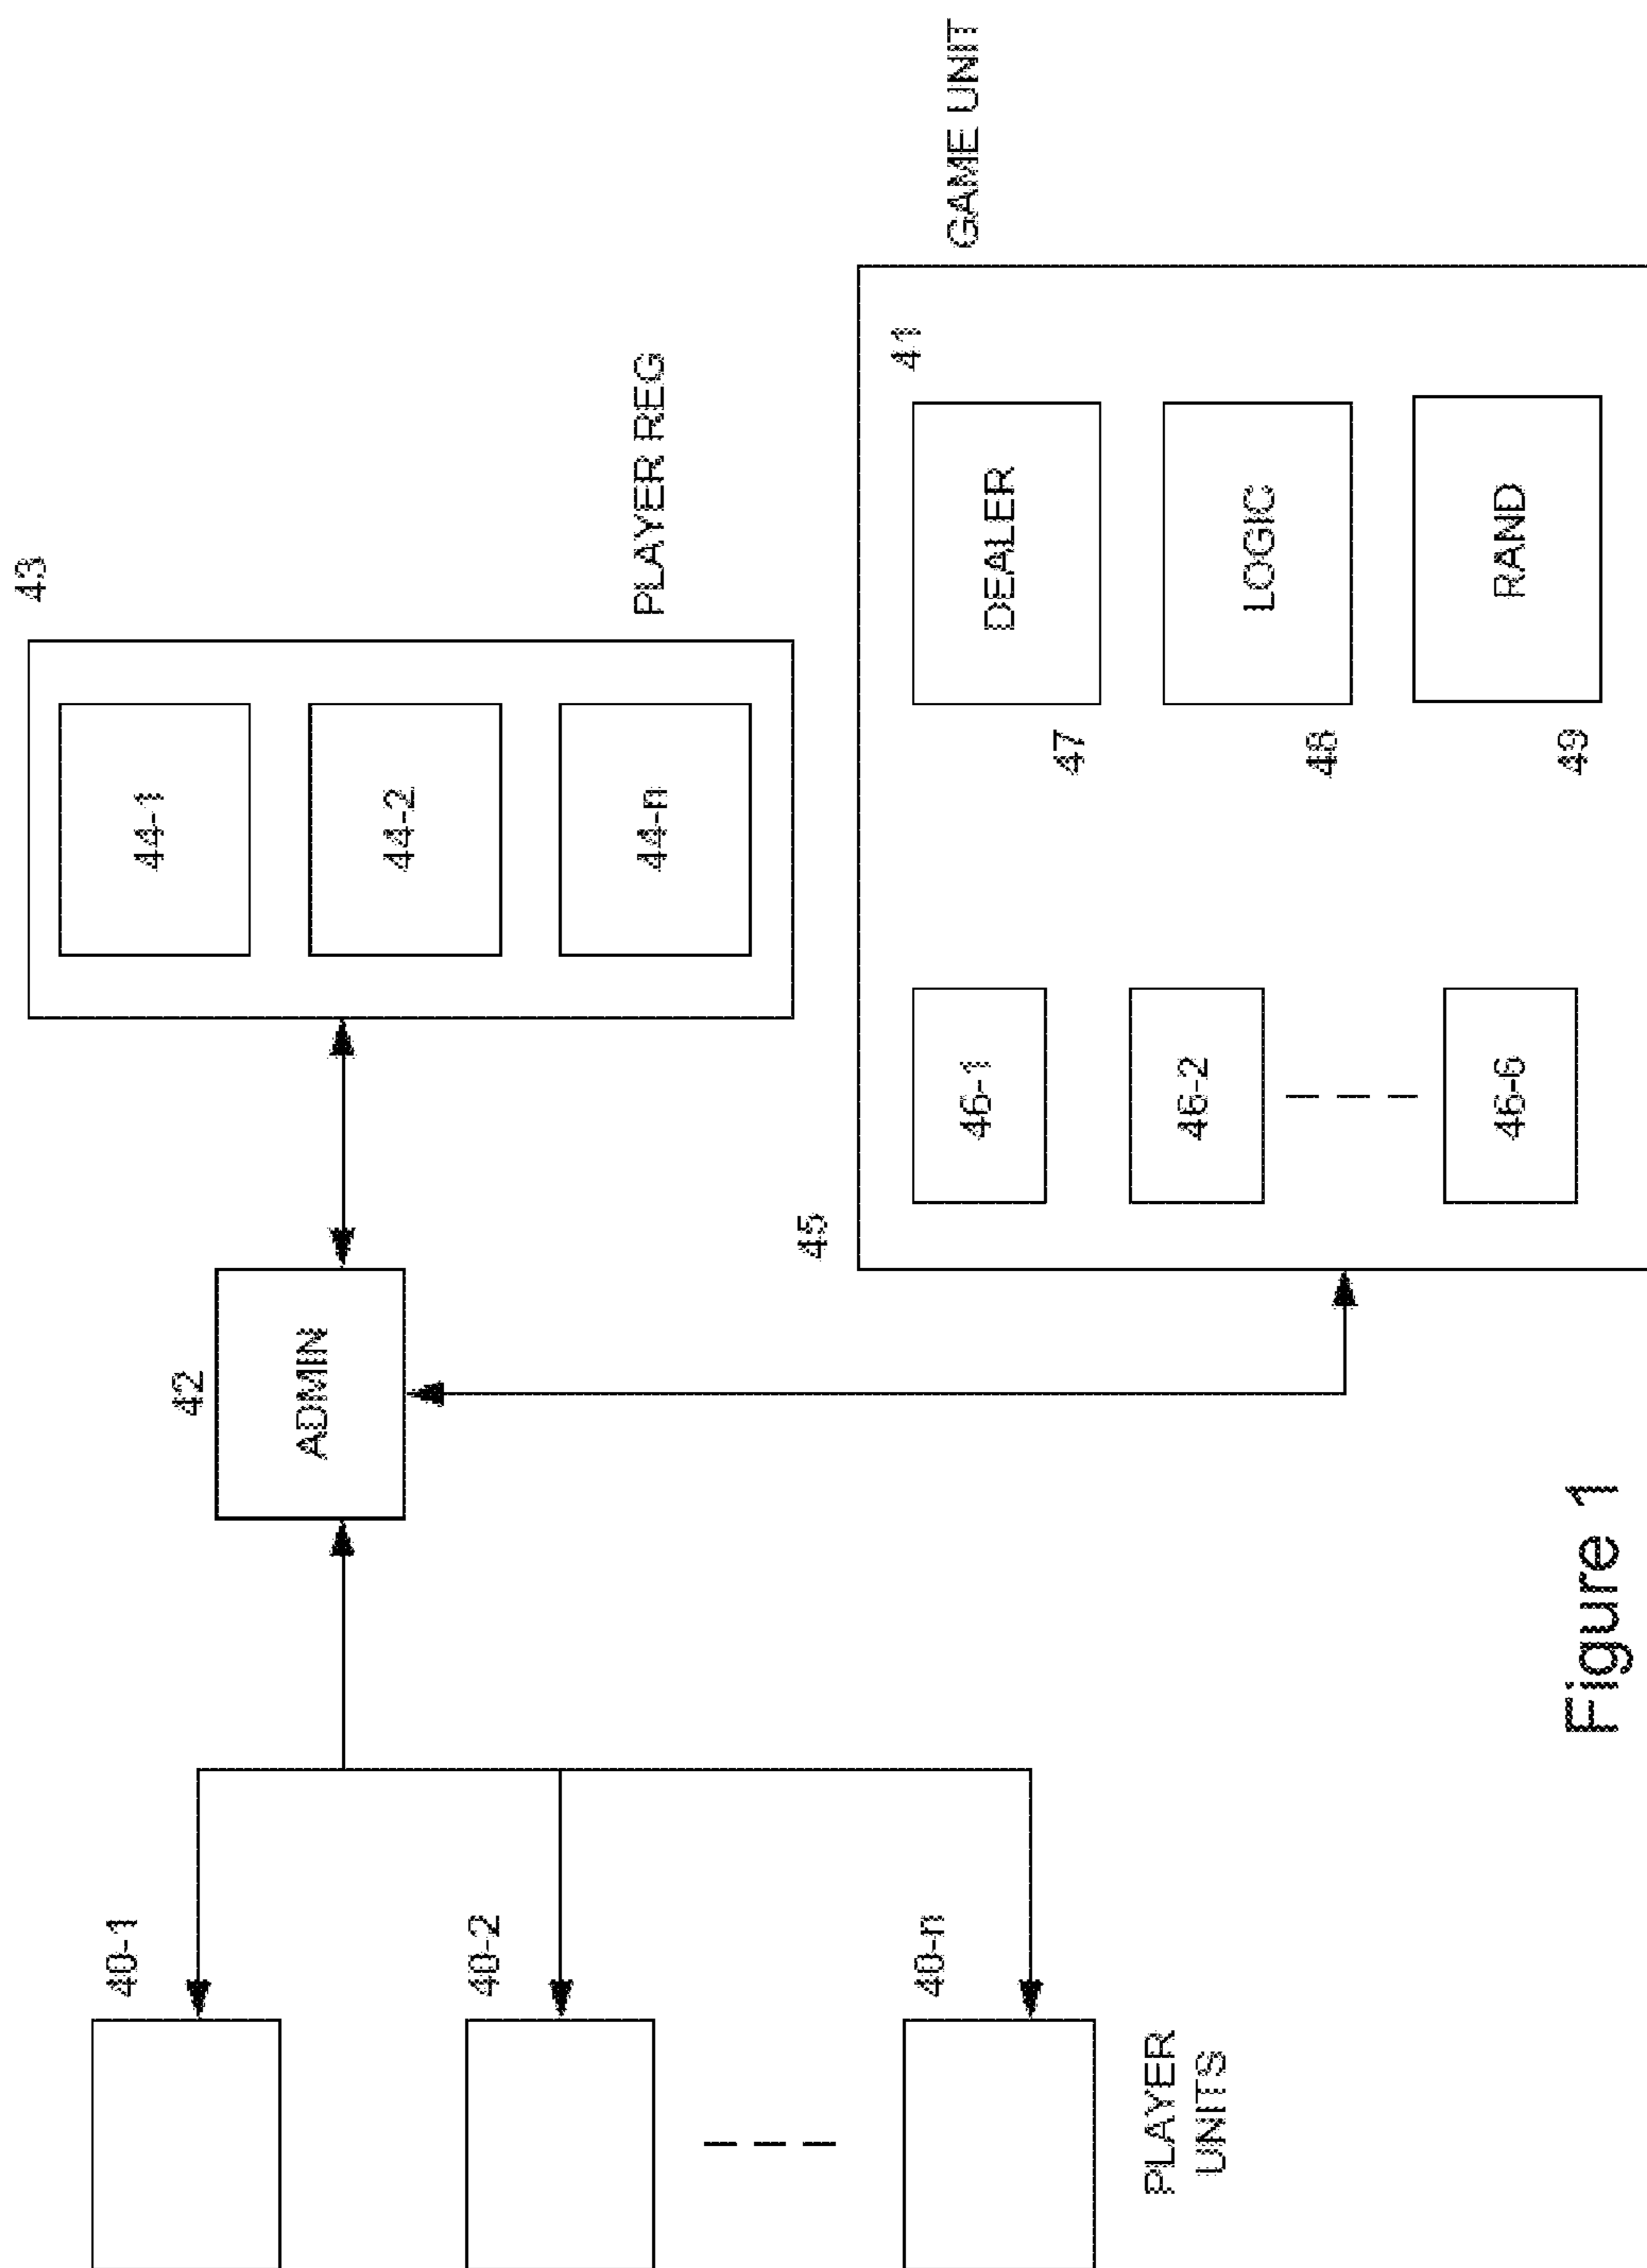 43
40-1
44-1
42
ADMIN
44-2
40-2
44-n
PLAYER REG
45
41
40-n
GAME UNIT
46-1
DEALER
47
PLAYER
UNITS
46-2
LOGIC
48
46-6
RAND
49
Figure 1